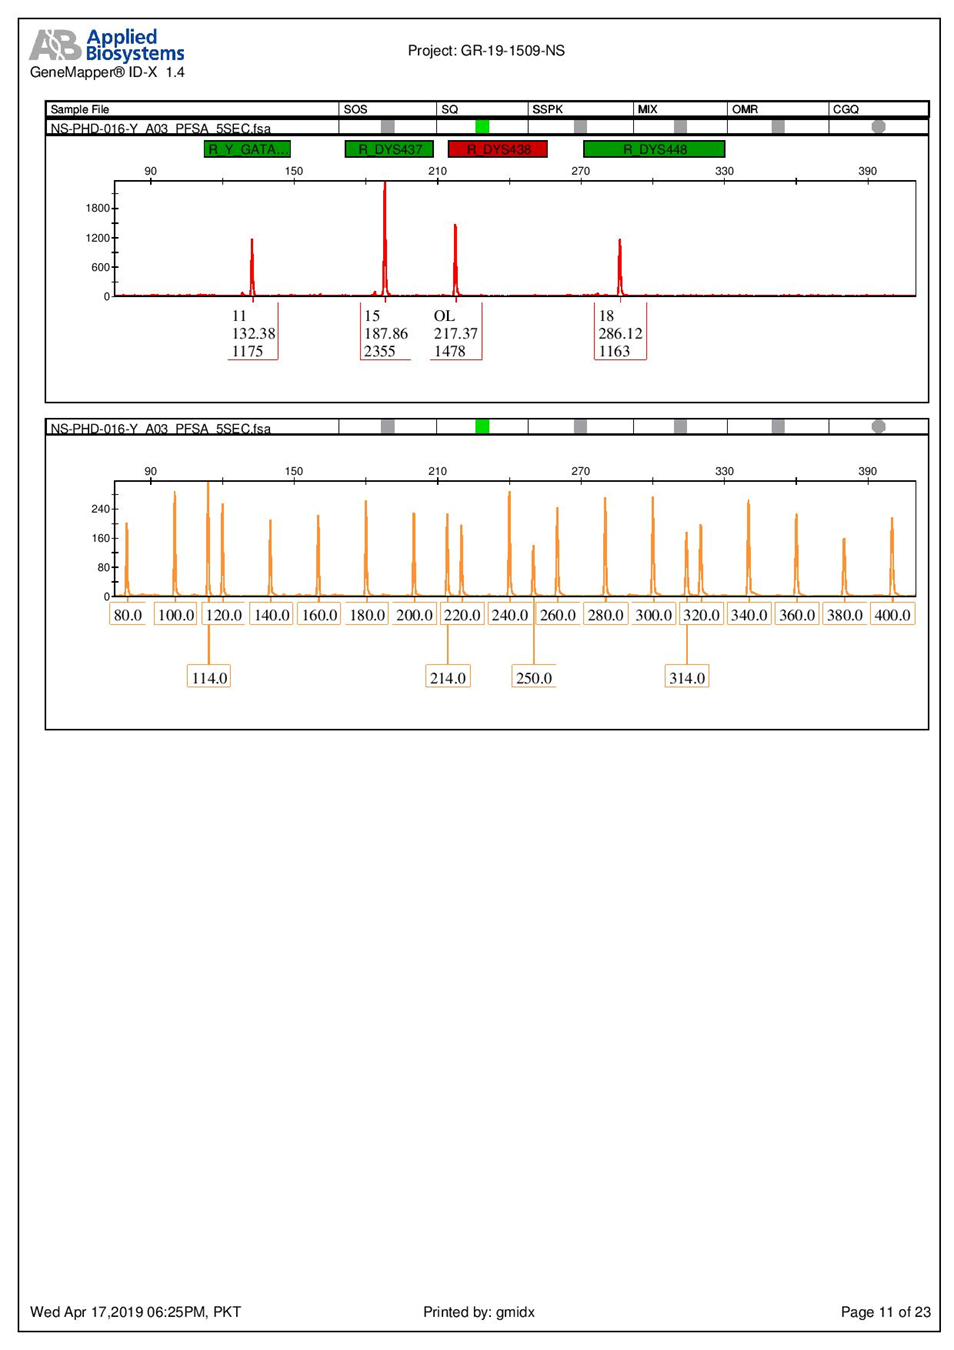 AB Applied
Biosystems
GeneMapper® ID-X 1.4
Project: GR-19-1509-NS
Sample File SOS SQ SSPK MIX OMR CGQ
NS-PHD-016-Y_A03_PFSA_5SEC.fsa
R_Y_GATA... R_DYS437 R_DYS438 R_DYS448
90 150 210 270 330 390
1800
1200
600
0
11 15 OL 18
132.38 187.86 217.37 286.12
1175 2355 1478 1163
NS-PHD-016-Y_A03_PFSA_5SEC.fsa
90 150 210 270 330 390
240
160
80
0
80.0 100.0 120.0 140.0 160.0 180.0 200.0 220.0 240.0 260.0 280.0 300.0 320.0 340.0 360.0 380.0 400.0
114.0 214.0 250.0 314.0
Wed Apr 17,2019 06:25PM, PKT Printed by: gmidx Page 11 of 23